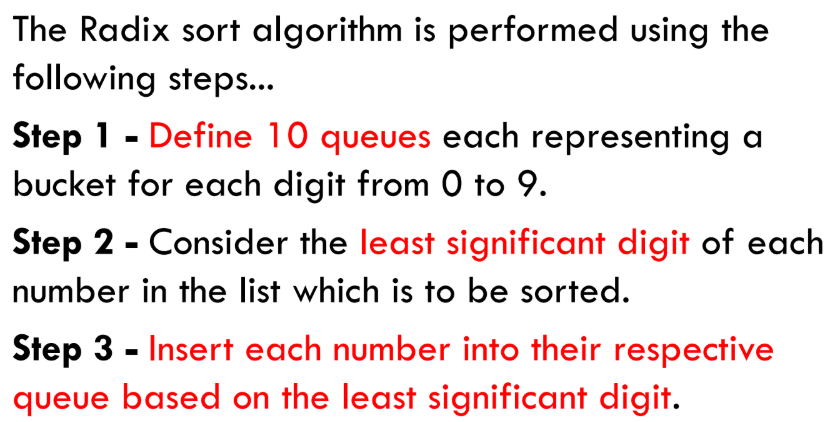 The Radix sort algorithm is performed using the
following steps...
Step 1 - Define 10 queues each representing a
bucket for each digit from 0 to 9.
Step 2 - Consider the least significant digit of each
number in the list which is to be sorted.
Step 3 - Insert each number into their respective
queue based on the least significant digit.